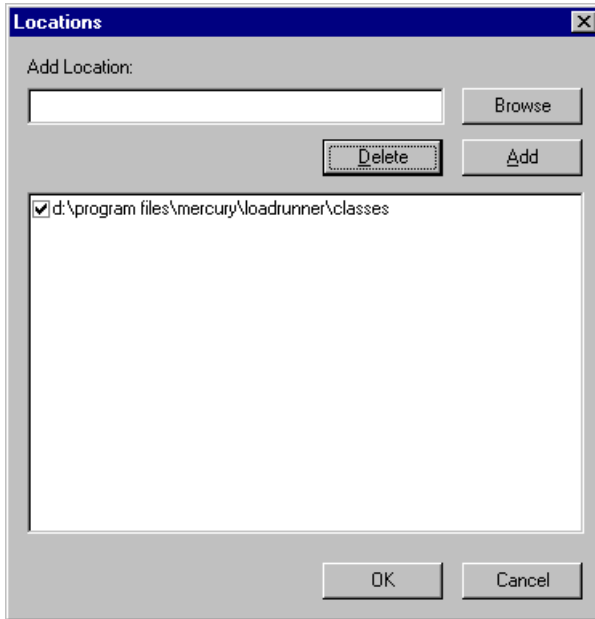 Locations
Add Location:
Browse
Delete
Add
d:\program files\mercury\loadrunner\classes
OK
Cancel